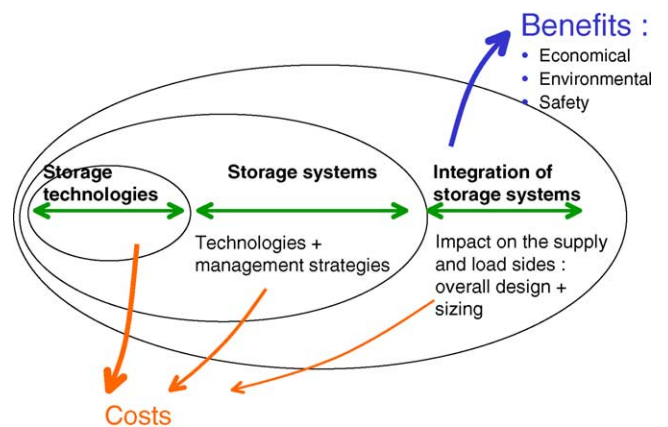 Benefits :
• Economical
• Environmental
• Safety
Storage
technologies
Storage systems
Technologies +
management strategies
Integration of
storage systems
Impact on the supply
and load sides :
overall design +
sizing
Costs